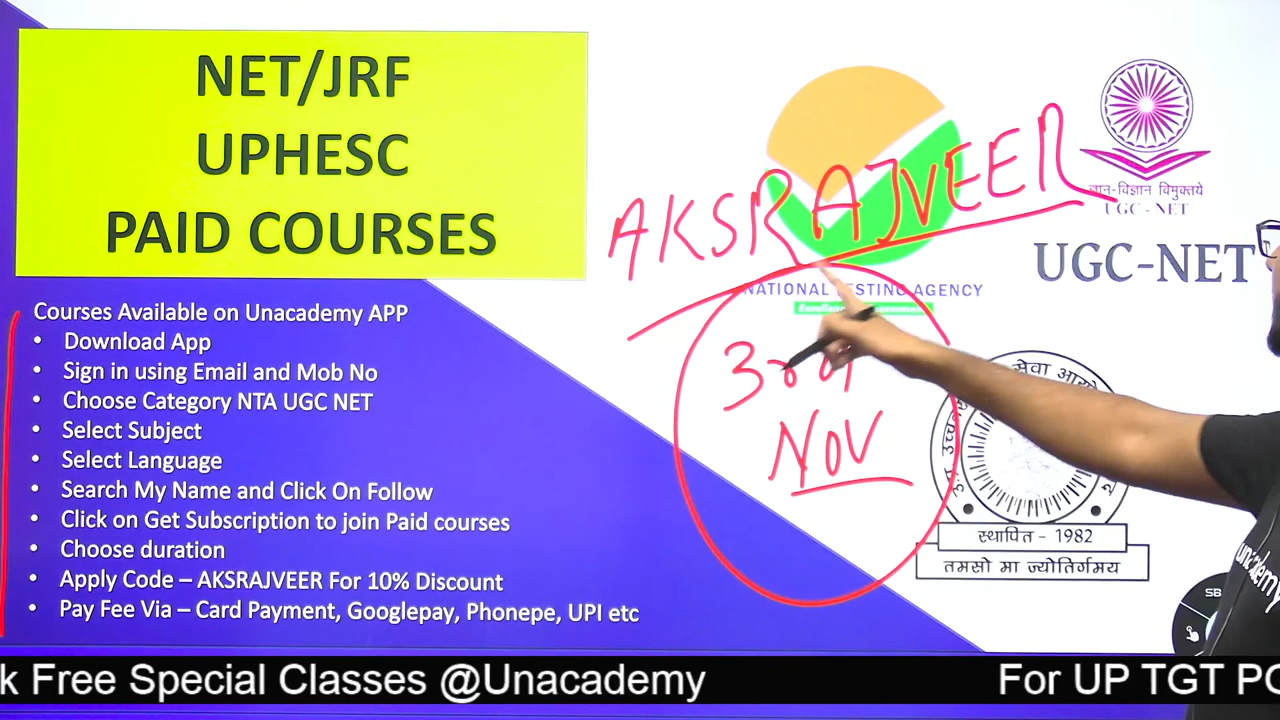 NET/JRF
UPHESC
PAID COURSES
Courses Available on Unacademy APP
• Download App
• Sign in using Email and Mob No
• Choose Category NTA UGC NET
• Select Subject
• Select Language
• Search My Name and Click On Follow
• Click on Get Subscription to join Paid courses
• Choose duration
• Apply Code – AKSRAJVEER For 10% Discount
• Pay Fee Via – Card Payment, Googlepay, Phonepe, UPI etc
AKSRAJVEER
NATIONAL TESTING AGENCY
3rd
Nov
ज्ञान-विज्ञान विमुक्तये
UGC - NET
UGC-NET
सेवा
स्थापित – 1982
तमसो मा ज्योतिर्गमय
unacademy
SB
k Free Special Classes @Unacademy
For UP TGT PG